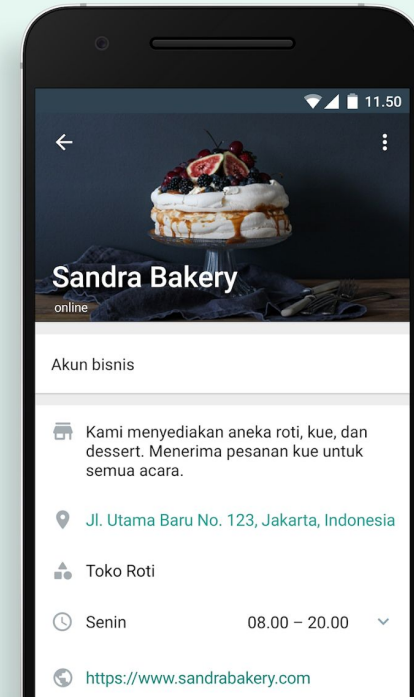 11.50
Sandra Bakery
online
Akun bisnis
Kami menyediakan aneka roti, kue, dan
dessert. Menerima pesanan kue untuk
semua acara.
Jl. Utama Baru No. 123, Jakarta, Indonesia
Toko Roti
Senin 08.00 – 20.00
https://www.sandrabakery.com